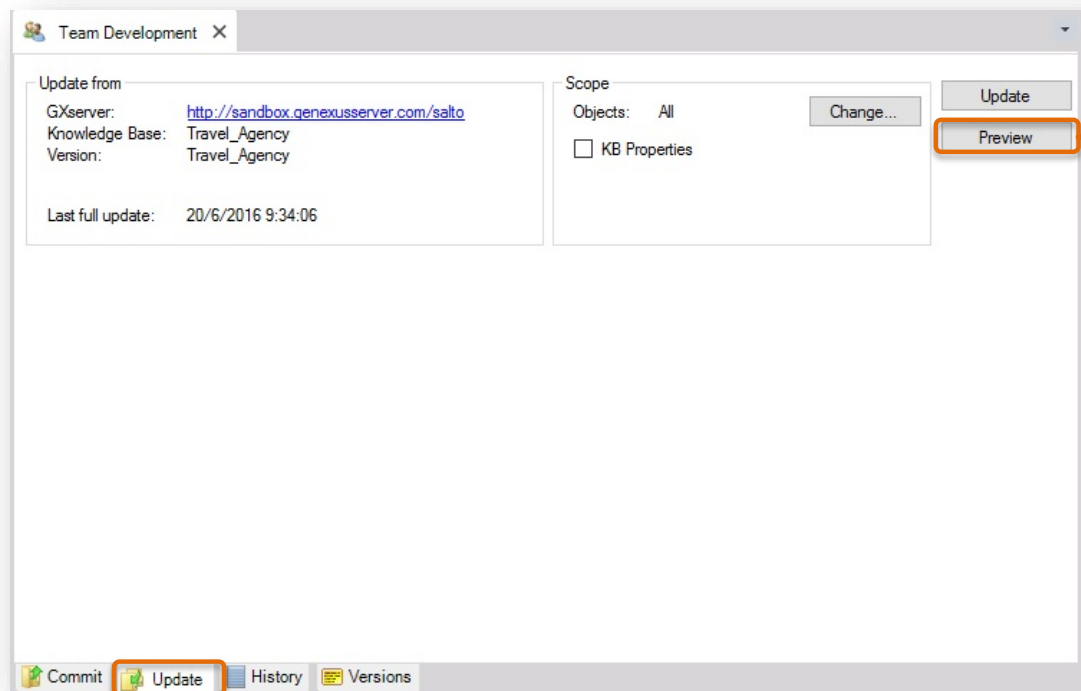 Team Development
Update from
GXserver: http://sandbox.genexusserver.com/salto
Knowledge Base: Travel_Agency
Version: Travel_Agency
Last full update: 20/6/2016 9:34:06
Scope
Objects: All
Change...
KB Properties
Update
Preview
Commit
Update
History
Versions